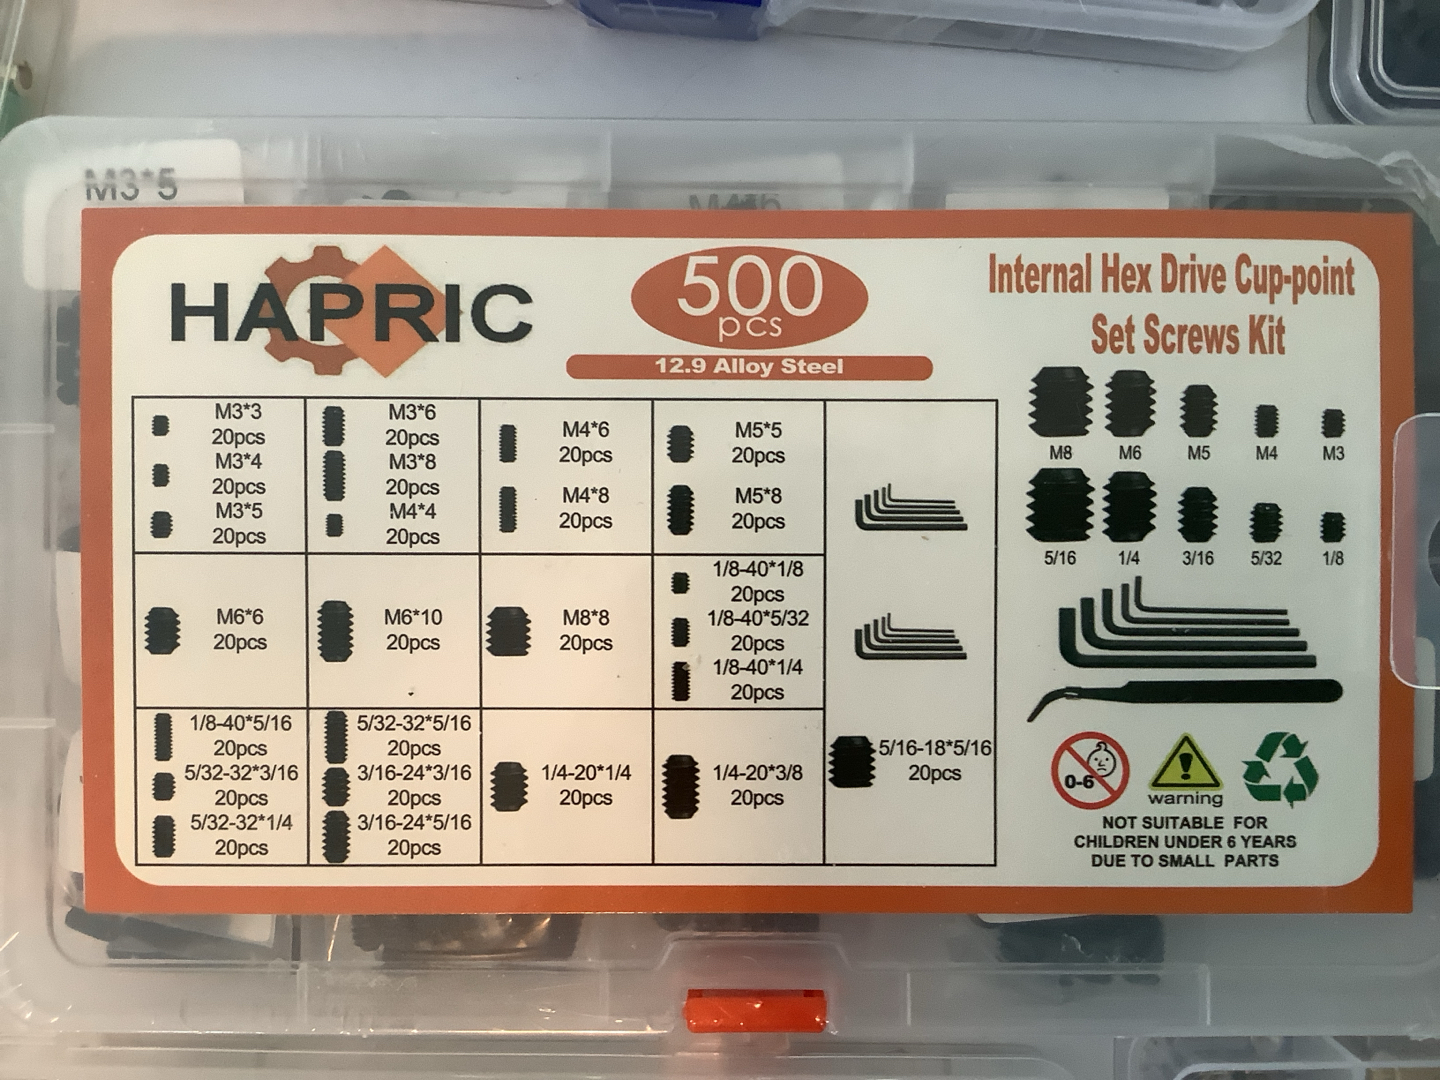 M3*5
HAPRIC
500
pcs
12.9 Alloy Steel
Internal Hex Drive Cup-point
Set Screws Kit
M3*3
20pcs
M3*4
20pcs
M3*5
20pcs
M3*6
20pcs
M3*8
20pcs
M4*4
20pcs
M4*6
20pcs
M4*8
20pcs
M5*5
20pcs
M5*8
20pcs
M6*6
20pcs
M6*10
20pcs
M8*8
20pcs
1/8-40*1/8
20pcs
1/8-40*5/32
20pcs
1/8-40*1/4
20pcs
1/8-40*5/16
20pcs
5/32-32*3/16
20pcs
5/32-32*1/4
20pcs
5/32-32*5/16
20pcs
3/16-24*3/16
20pcs
3/16-24*5/16
20pcs
1/4-20*1/4
20pcs
1/4-20*3/8
20pcs
5/16-18*5/16
20pcs
M8 M6 M5 M4 M3
5/16 1/4 3/16 5/32 1/8
0-6
warning
NOT SUITABLE FOR
CHILDREN UNDER 6 YEARS
DUE TO SMALL PARTS